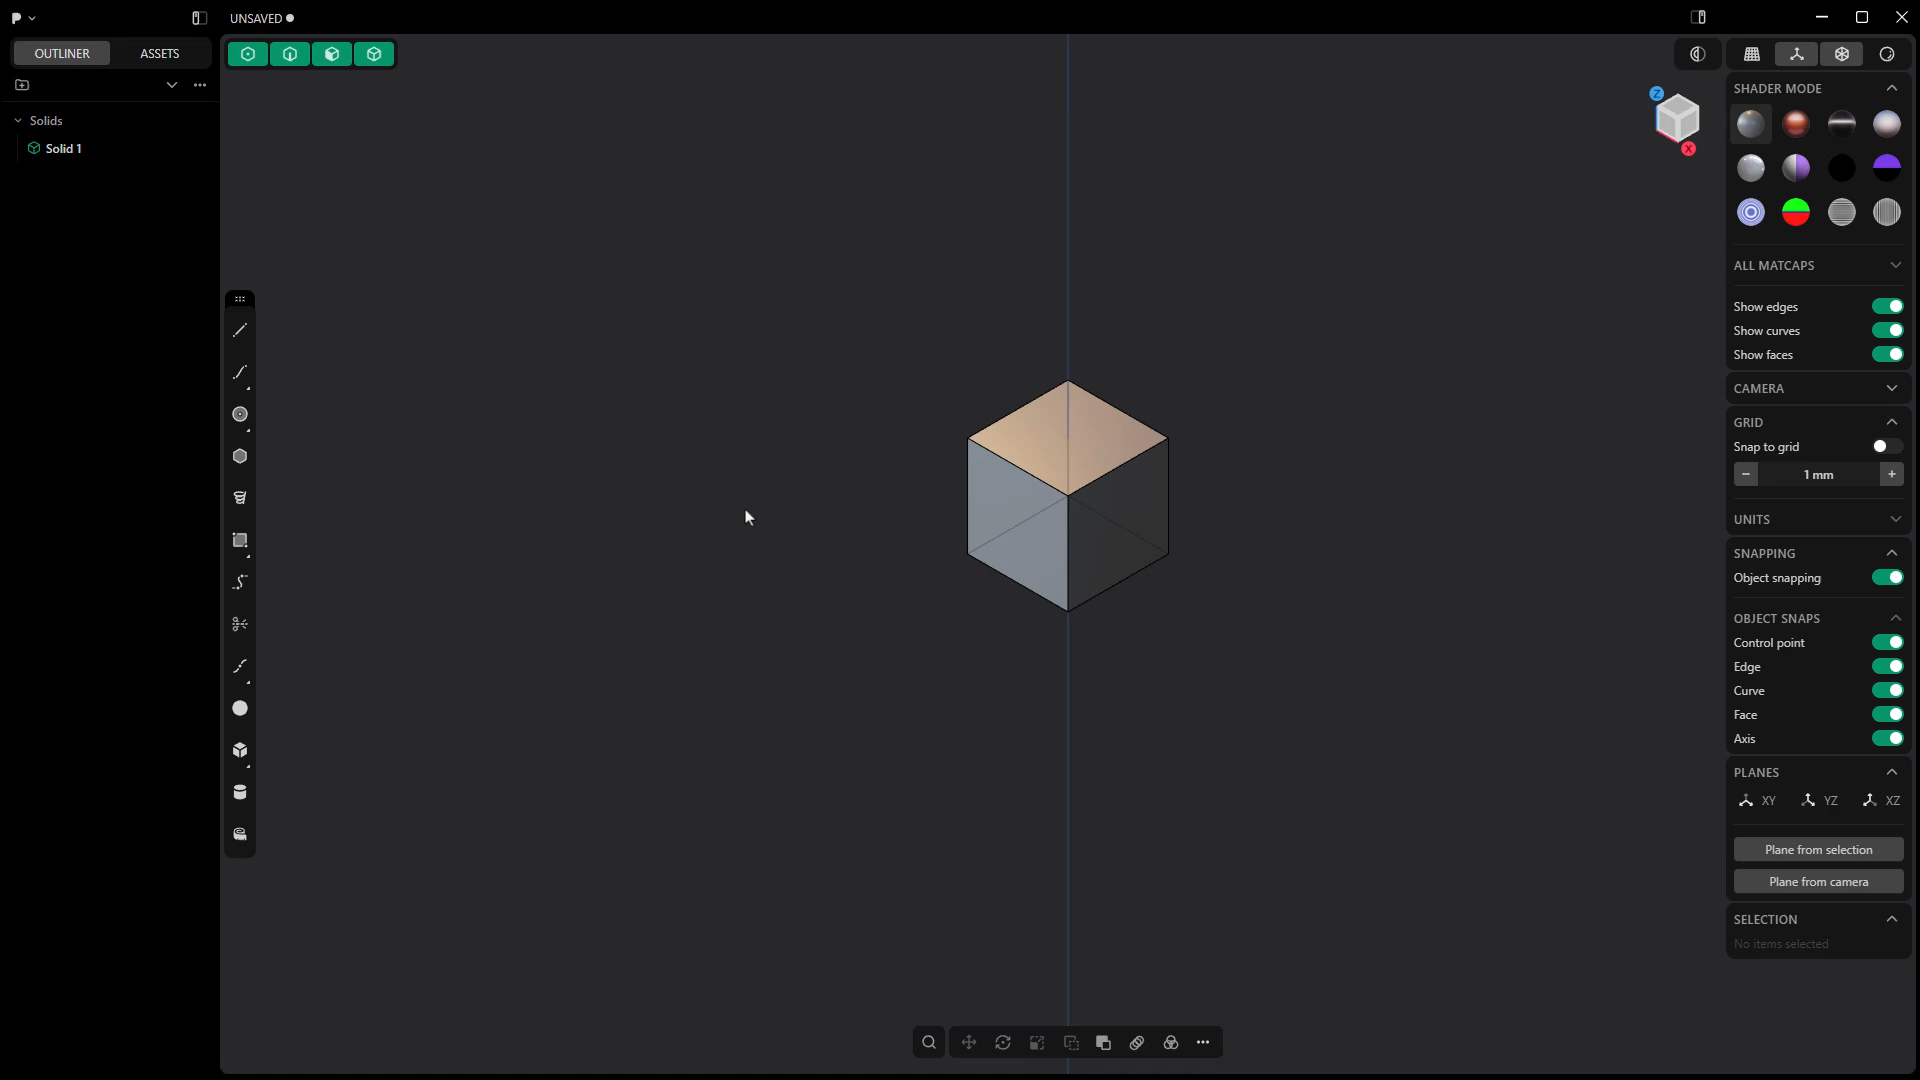 UNSAVED
OUTLINER
ASSETS
Solids
Solid 1
Z
X
SHADER MODE
ALL MATCAPS
Show edges
Show curves
Show faces
CAMERA
GRID
Snap to grid
- 1 mm +
UNITS
SNAPPING
Object snapping
OBJECT SNAPS
Control point
Edge
Curve
Face
Axis
PLANES
XY YZ XZ
Plane from selection
Plane from camera
SELECTION
No items selected